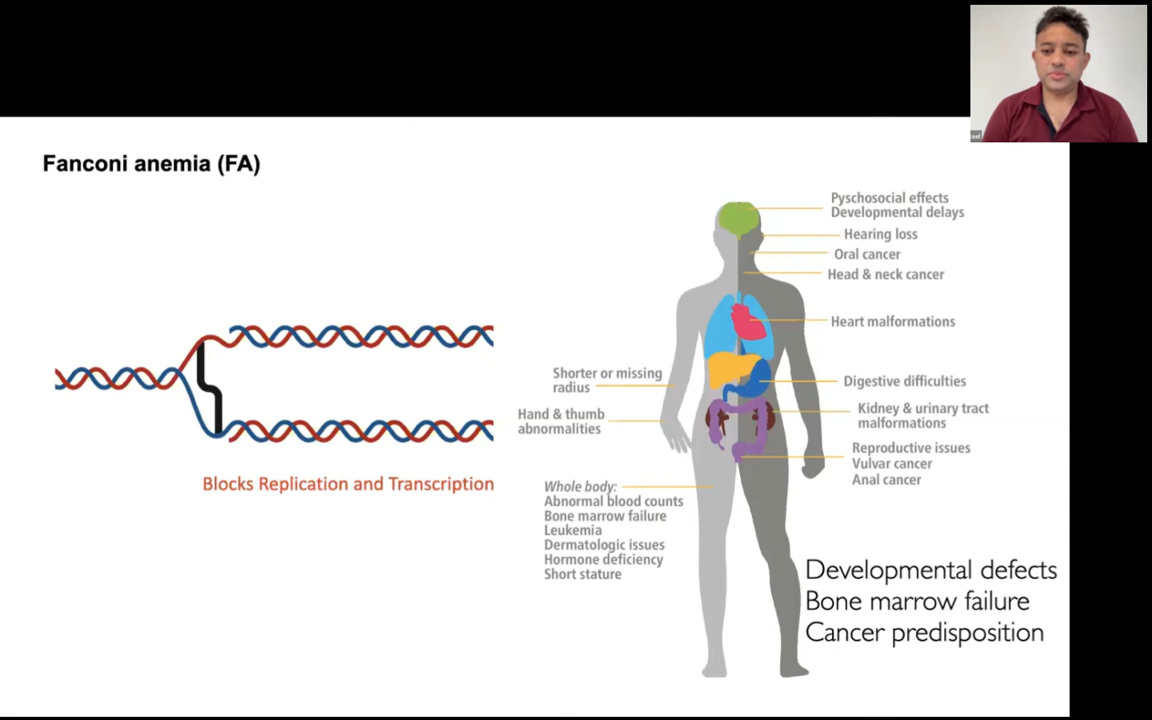 Fanconi anemia (FA)
Blocks Replication and Transcription
Pyschosocial effects
Developmental delays
Hearing loss
Oral cancer
Head & neck cancer
Heart malformations
Shorter or missing
radius
Digestive difficulties
Hand & thumb
abnormalities
Kidney & urinary tract
malformations
Reproductive issues
Vulvar cancer
Anal cancer
Whole body:
Abnormal blood counts
Bone marrow failure
Leukemia
Dermatologic issues
Hormone deficiency
Short stature
Developmental defects
Bone marrow failure
Cancer predisposition